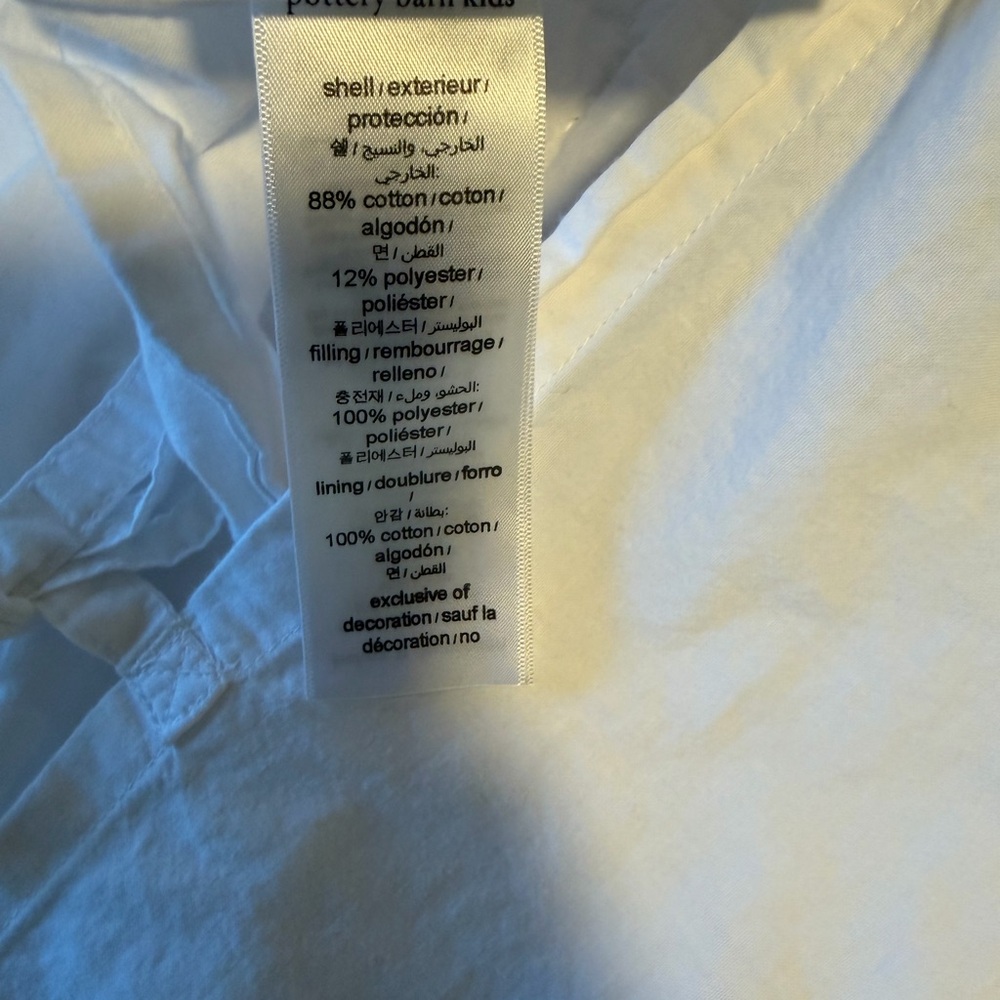 pottery barn kids
shell / exterieur /
protección /
쉘 / الخارجي، والنسيج
الخارجي:
88% cotton / coton /
algodón /
면 / القطن
12% polyester /
poliéster /
폴리에스터 / البوليستر
filling / rembourrage /
relleno /
충전재 / الحشو، وملء:
100% polyester /
poliéster /
폴리에스터 / البوليستر
lining / doublure / forro
/
안감 / بطانة:
100% cotton / coton /
algodón /
면 / القطن
exclusive of
decoration / sauf la
décoration / no